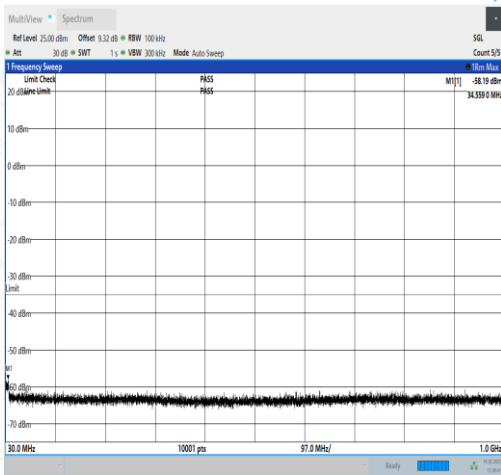 MultiView Spectrum
Ref Level 25.00 dBm Offset 9.32 dB RBW 100 kHz SGL
Att 30 dB SWT 1 s VBW 300 kHz Mode Auto Sweep Count 5/5
1 Frequency Sweep 1Rm Max
Limit Check PASS M1[1] -58.19 dBm
Line Limit PASS 34.5590 MHz
20 dBm
10 dBm
0 dBm
-10 dBm
-20 dBm
-30 dBm
Limit
-40 dBm
-50 dBm
M1
-60 dBm
-70 dBm
30.0 MHz 10001 pts 97.0 MHz/ 1.0 GHz
Ready